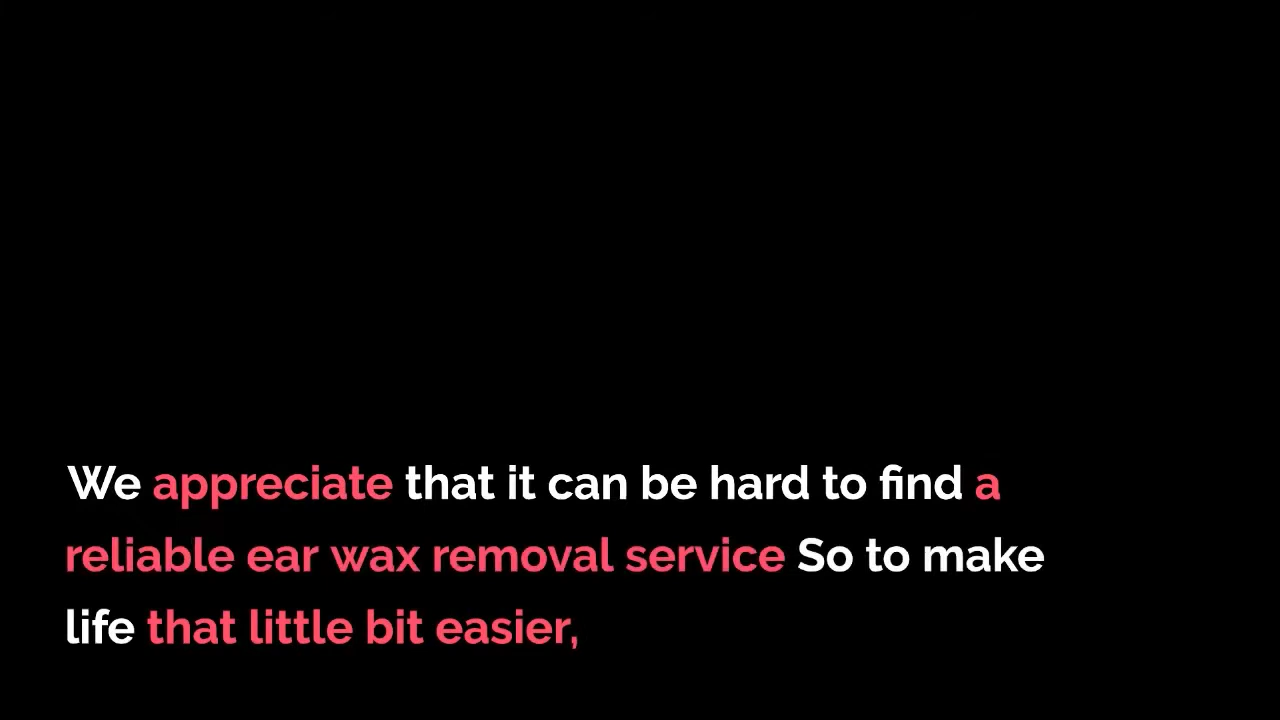 We appreciate that it can be hard to find a
reliable ear wax removal service So to make
life that little bit easier,